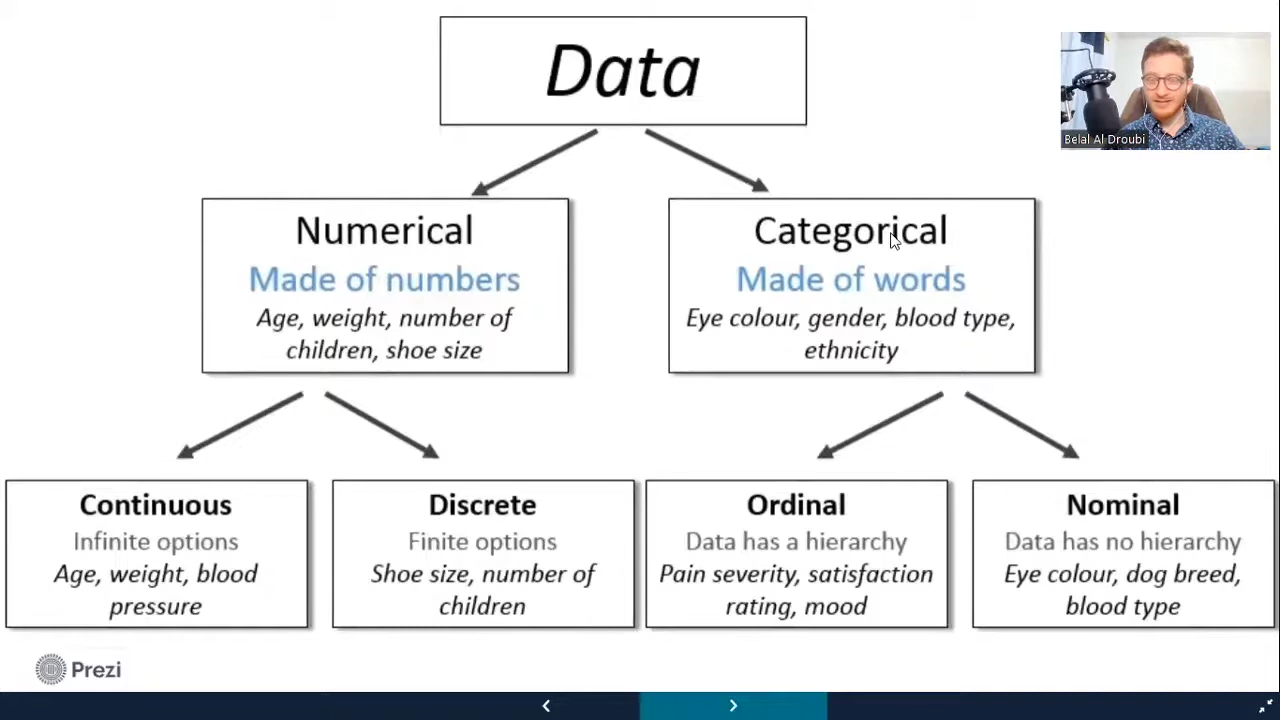 Data
Belal Al Droubi
Numerical
Made of numbers
Age, weight, number of
children, shoe size
Categorical
Made of words
Eye colour, gender, blood type,
ethnicity
Continuous
Infinite options
Age, weight, blood
pressure
Discrete
Finite options
Shoe size, number of
children
Ordinal
Data has a hierarchy
Pain severity, satisfaction
rating, mood
Nominal
Data has no hierarchy
Eye colour, dog breed,
blood type
Prezi